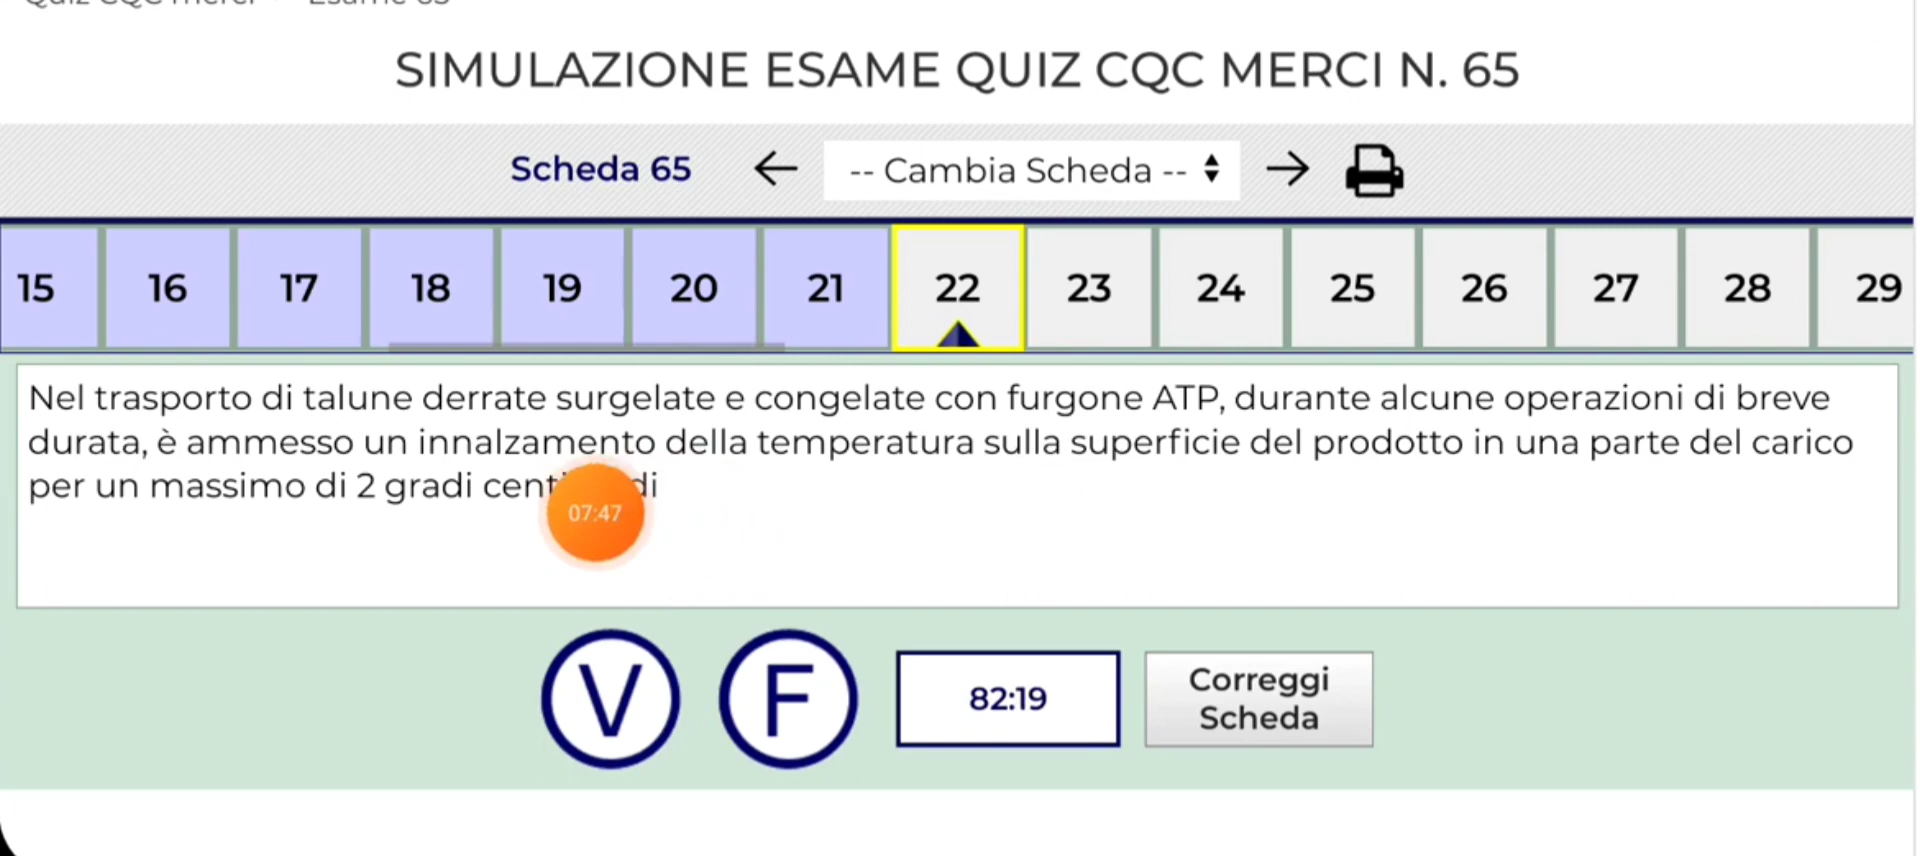 SIMULAZIONE ESAME QUIZ CQC MERCI N. 65
Scheda 65
-- Cambia Scheda --
15 16 17 18 19 20 21 22 23 24 25 26 27 28 29
Nel trasporto di talune derrate surgelate e congelate con furgone ATP, durante alcune operazioni di breve
durata, è ammesso un innalzamento della temperatura sulla superficie del prodotto in una parte del carico
per un massimo di 2 gradi
07:47
V F
82:19
Correggi
Scheda